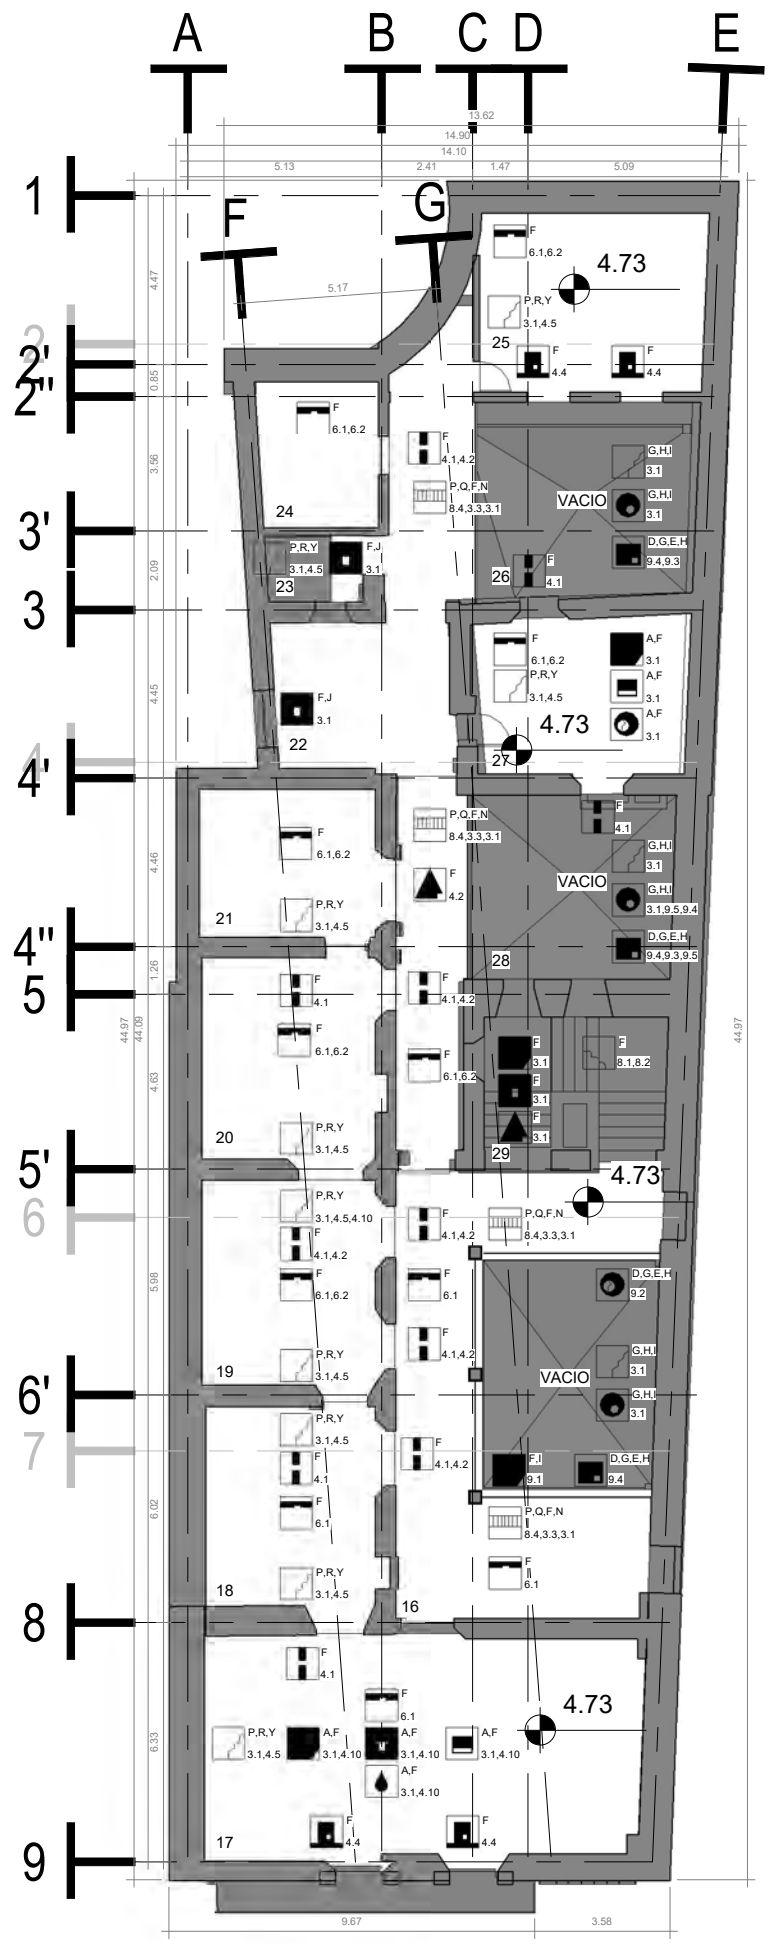 A B C D E
13.62
14.90
14.10
5.13 2.41 1.47 5.09
1
F G
F
6.1,6.2
4.73
4.47
5.17
P,R,Y
3.1,4.5
25
2
2'
F
4.4
F
4.4
0.85
2"
F
6.1,6.2
F
4.1,4.2
G,H,I
3.1
3.56
P,Q,F,N
8.4,3.3,3.1
VACIO
G,H,I
3.1
24
3'
P,R,Y
3.1,4.5
F,J
3.1
D,G,E,H
9.4,9.3
2.09
23
26
F
4.1
3
F
6.1,6.2
A,F
3.1
P,R,Y
3.1,4.5
A,F
3.1
4.45
F,J
3.1
A,F
3.1
4.73
22
27
4
4'
P,Q,F,N
8.4,3.3,3.1
F
4.1
F
6.1,6.2
G,H,I
3.1
4.46
F
4.2
VACIO
G,H,I
3.1,9.5,9.4
21
P,R,Y
3.1,4.5
4"
D,G,E,H
9.4,9.3,9.5
28
1.26
5
F
4.1
F
4.1,4.2
44.97
44.09
44.97
F
6.1,6.2
F
6.1,6.2
F
3.1
F
8.1,8.2
4.63
F
3.1
20
P,R,Y
3.1,4.5
F
3.1
29
5'
4.73
P,R,Y
3.1,4.5,4.10
6
F
4.1,4.2
P,Q,F,N
8.4,3.3,3.1
F
4.1,4.2
5.98
F
6.1,6.2
F
6.1
D,G,E,H
9.2
F
4.1,4.2
19
P,R,Y
3.1,4.5
G,H,I
3.1
VACIO
6'
G,H,I
3.1
P,R,Y
3.1,4.5
7
F
4.1
F
4.1,4.2
F,I
9.1
D,G,E,H
9.4
6.02
F
6.1
P,Q,F,N
8.4,3.3,3.1
18
P,R,Y
3.1,4.5
F
6.1
16
8
F
4.1
F
6.1
4.73
6.33
P,R,Y
3.1,4.5
A,F
3.1,4.10
A,F
3.1,4.10
A,F
3.1,4.10
A,F
3.1,4.10
17
F
4.4
F
4.4
9
9.67 3.58